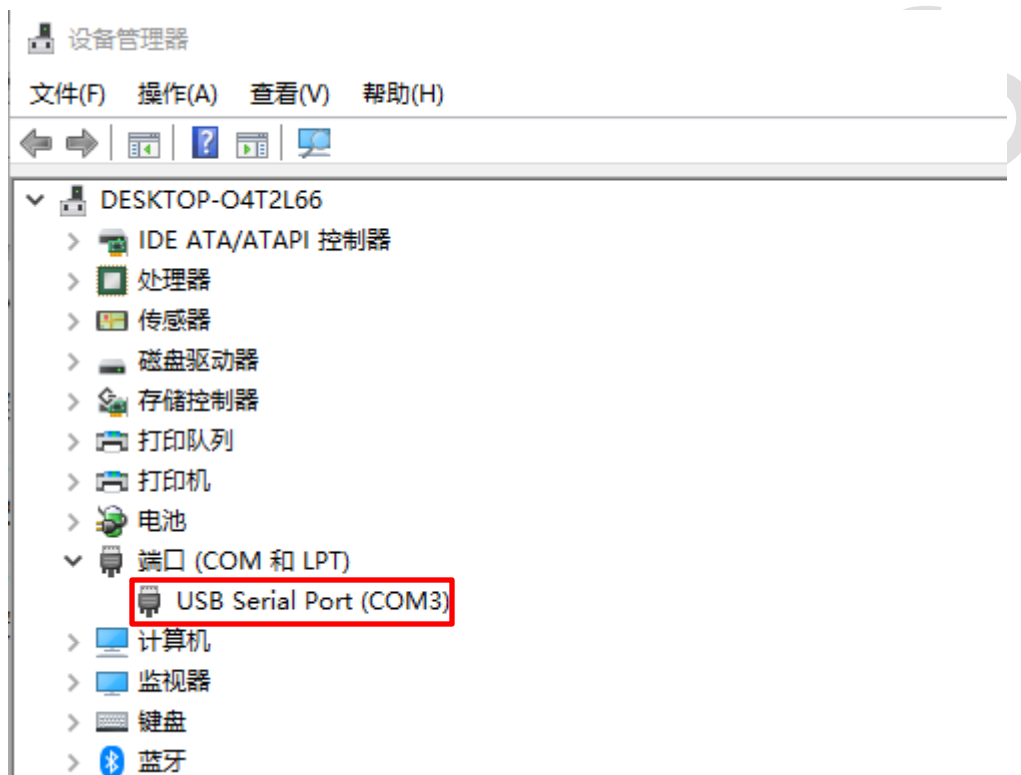 设备管理器
文件(F) 操作(A) 查看(V) 帮助(H)
?
DESKTOP-O4T2L66
IDE ATA/ATAPI 控制器
处理器
传感器
磁盘驱动器
存储控制器
打印队列
打印机
电池
端口 (COM 和 LPT)
USB Serial Port (COM3)
计算机
监视器
键盘
蓝牙